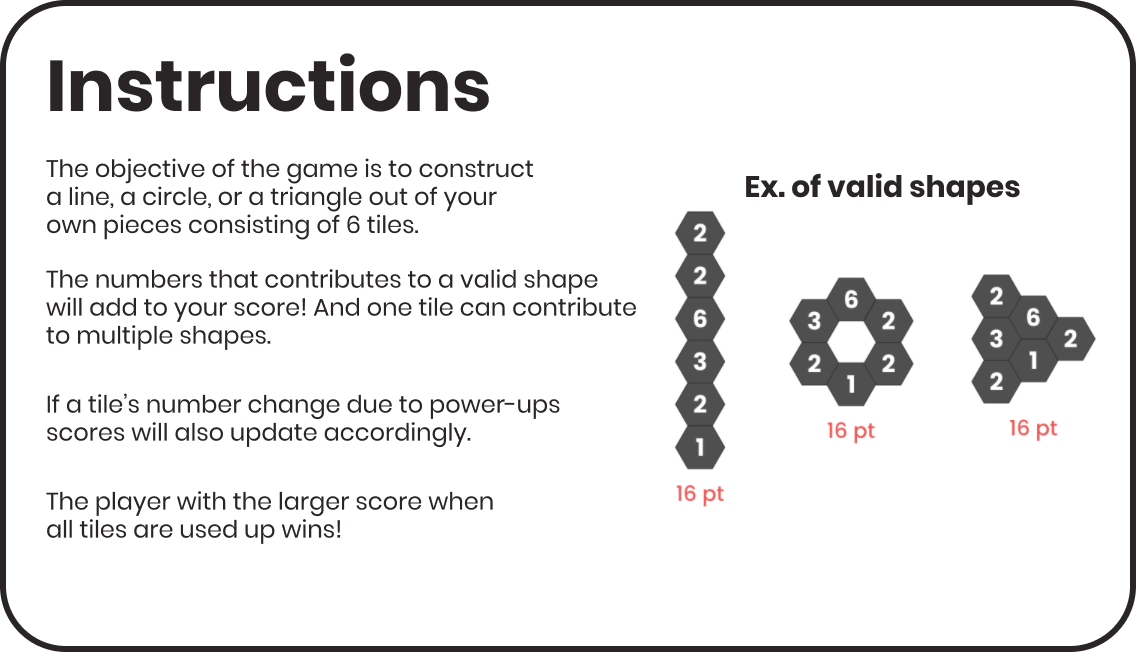 Instructions
The objective of the game is to construct
a line, a circle, or a triangle out of your
own pieces consisting of 6 tiles.
The numbers that contributes to a valid shape
will add to your score! And one tile can contribute
to multiple shapes.
If a tile’s number change due to power-ups
scores will also update accordingly.
The player with the larger score when
all tiles are used up wins!
Ex. of valid shapes
2
2
6
3
2
1
16 pt
6
3 2
2 2
1
16 pt
2
6
3 2
1
2
16 pt